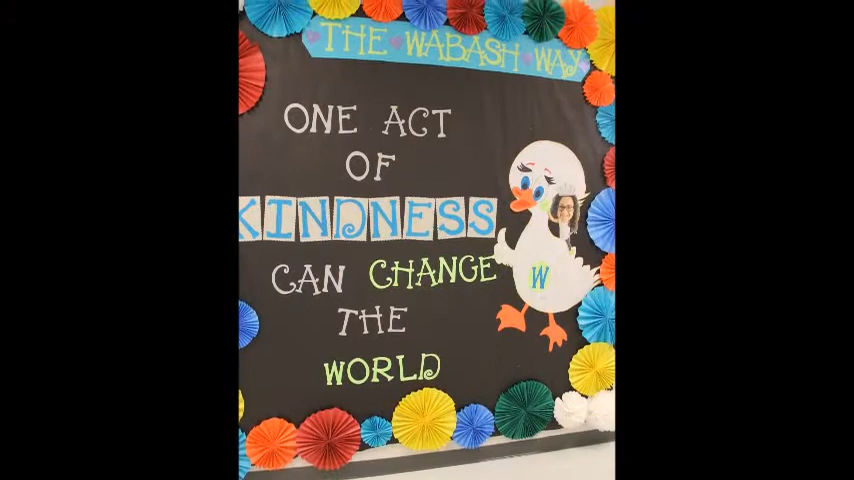 THE WABASH WAY
ONE ACT
OF
KINDNESS
CAN CHANGE
THE
WORLD
W